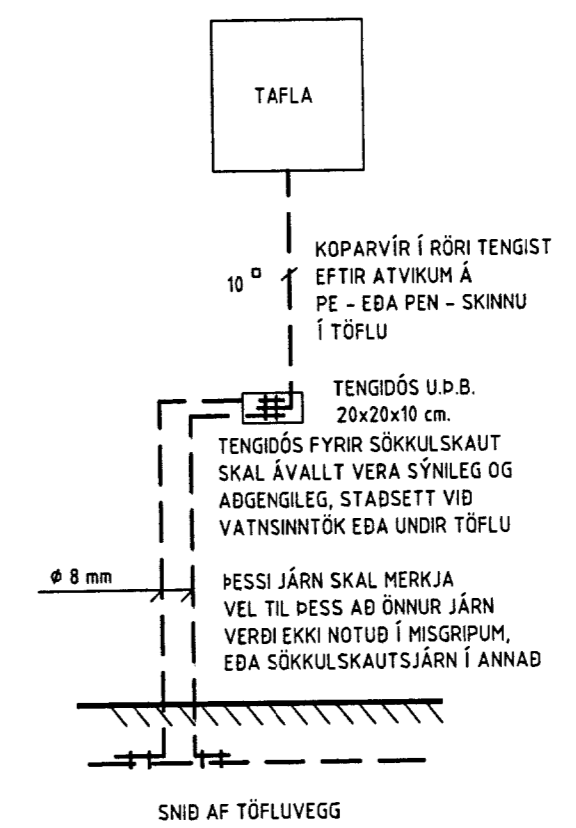 TAFLA
KOPARVÍR Í RÖRI TENGIST
EFTIR ATVIKUM Á
PE - EÐA PEN - SKINNU
Í TÖFLU
10 □
TENGIDÓS U.Þ.B.
20x20x10 cm.
TENGIDÓS FYRIR SÖKKULSKAUT
SKAL ÁVALLT VERA SÝNILEG OG
AÐGENGILEG, STAÐSETT VIÐ
VATNSINNTÖK EÐA UNDIR TÖFLU
ϕ 8 mm
ÞESSI JÁRN SKAL MERKJA
VEL TIL ÞESS AÐ ÖNNUR JÁRN
VERÐI EKKI NOTUÐ Í MISGRIPUM,
EÐA SÖKKULSKAUTSJÁRN Í ANNAÐ
SNIÐ AF TÖFLUVEGG